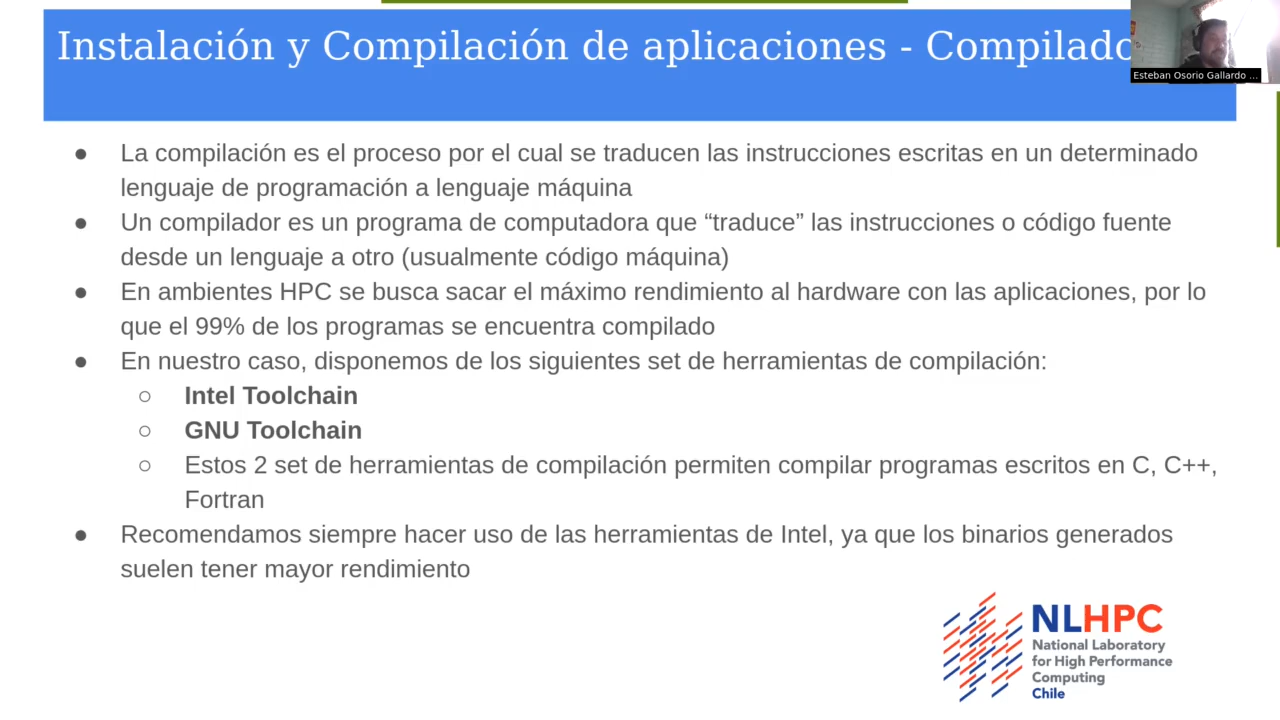 Instalación y Compilación de aplicaciones - Compilado
Esteban Osorio Gallardo ...
● La compilación es el proceso por el cual se traducen las instrucciones escritas en un determinado
lenguaje de programación a lenguaje máquina
● Un compilador es un programa de computadora que “traduce” las instrucciones o código fuente
desde un lenguaje a otro (usualmente código máquina)
● En ambientes HPC se busca sacar el máximo rendimiento al hardware con las aplicaciones, por lo
que el 99% de los programas se encuentra compilado
● En nuestro caso, disponemos de los siguientes set de herramientas de compilación:
○ Intel Toolchain
○ GNU Toolchain
○ Estos 2 set de herramientas de compilación permiten compilar programas escritos en C, C++,
Fortran
● Recomendamos siempre hacer uso de las herramientas de Intel, ya que los binarios generados
suelen tener mayor rendimiento
NLHPC
National Laboratory
for High Performance
Computing
Chile